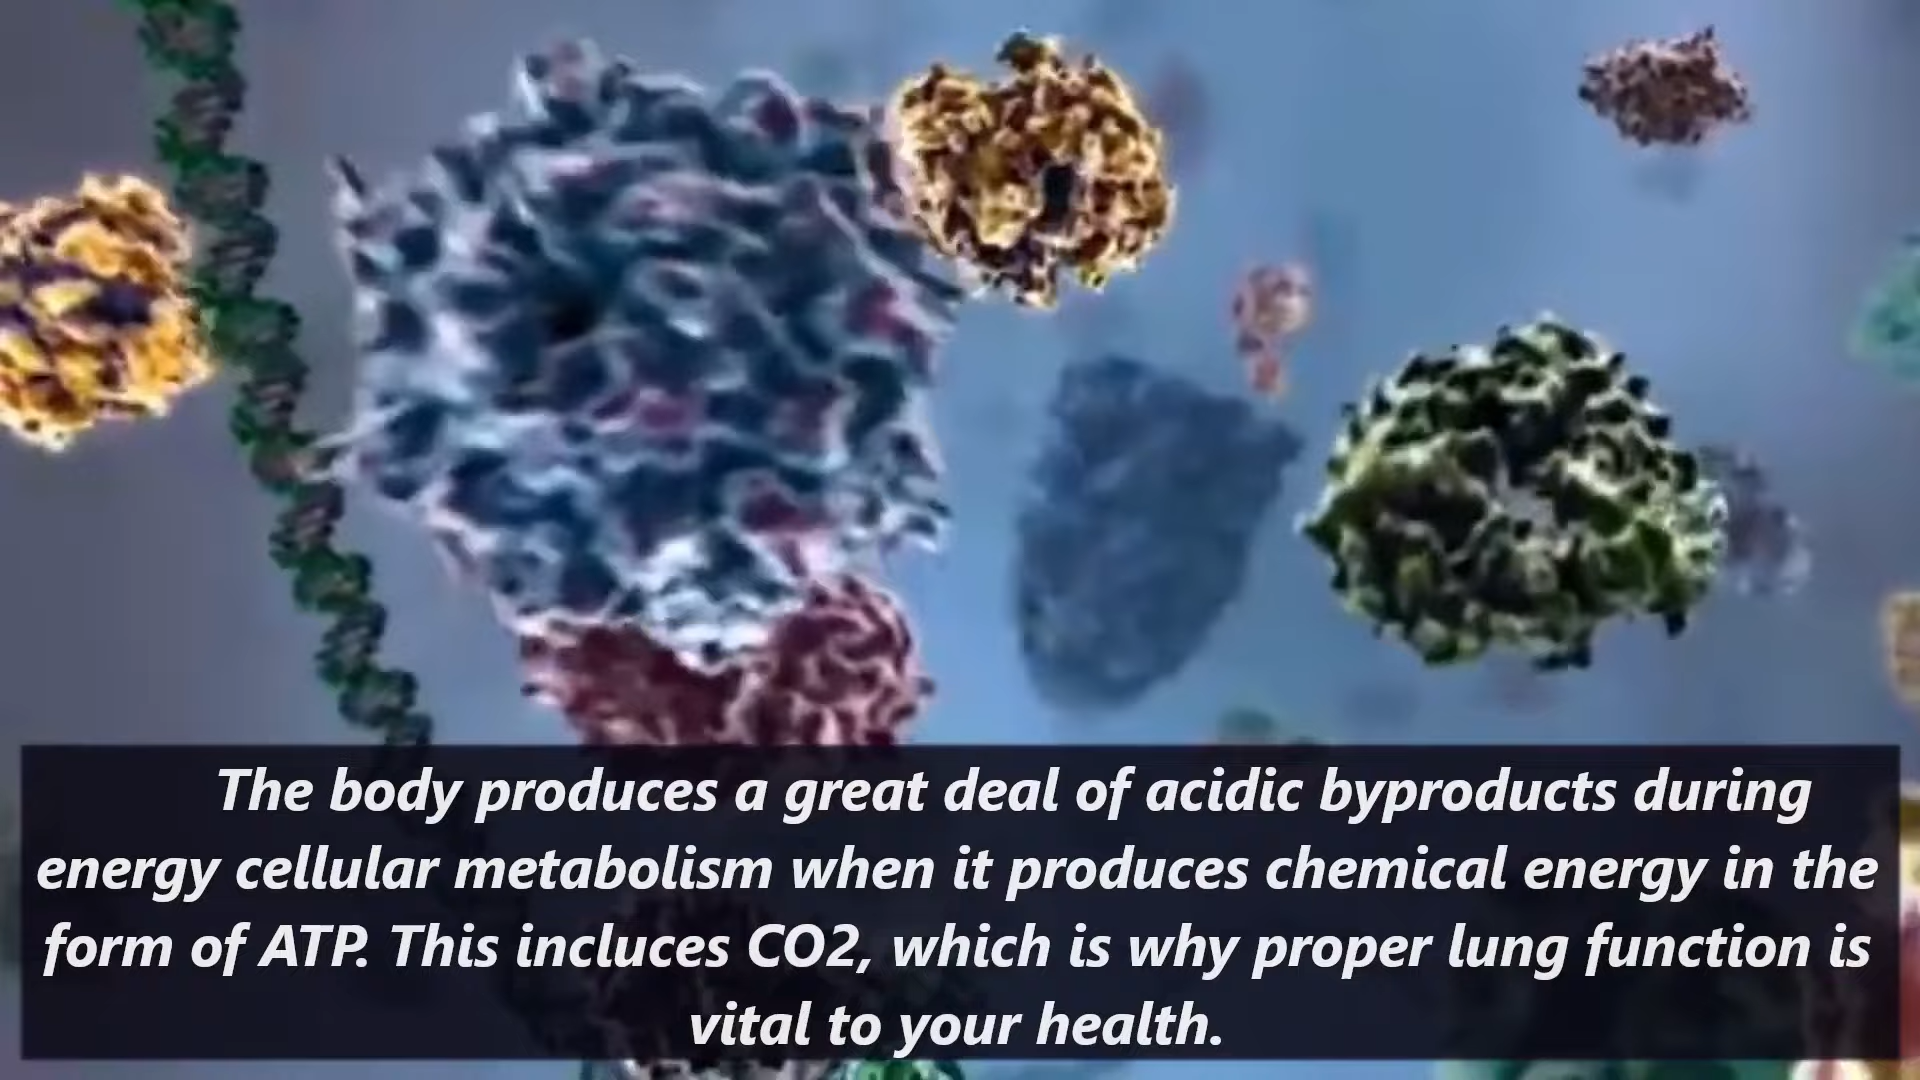 The body produces a great deal of acidic byproducts during
energy cellular metabolism when it produces chemical energy in the
form of ATP. This incluces CO2, which is why proper lung function is
vital to your health.